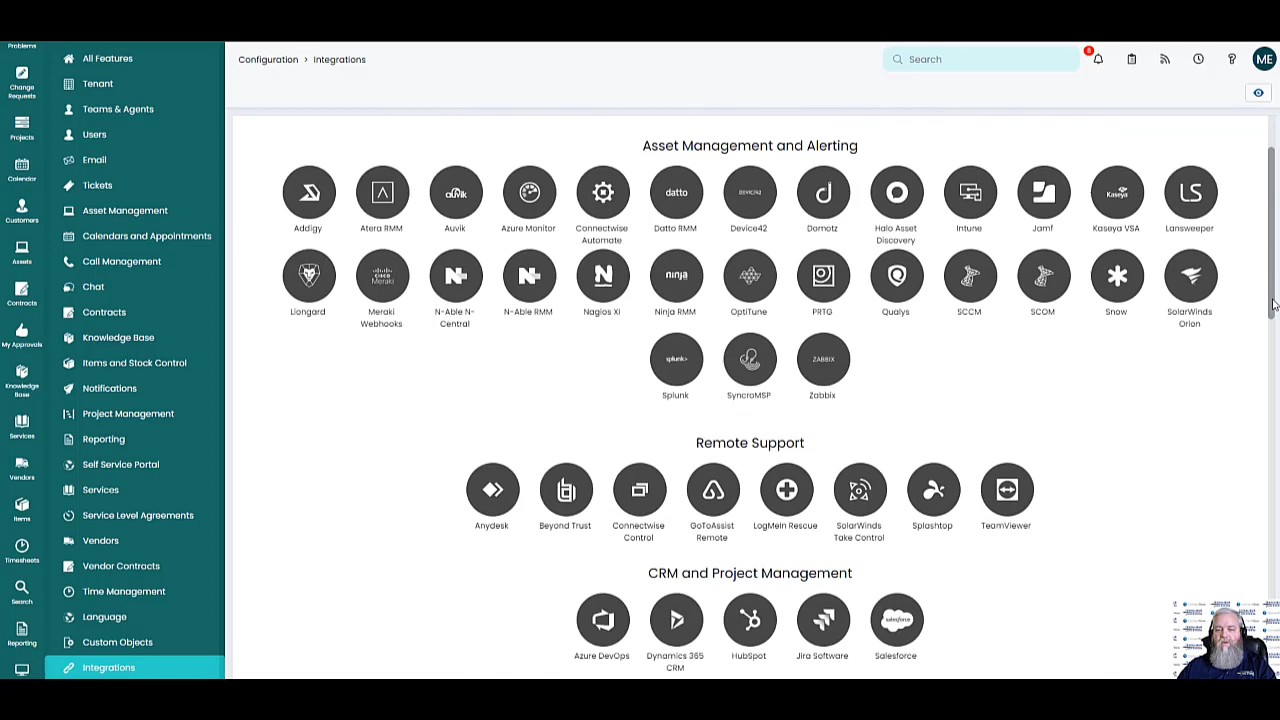 Problems
Change
Requests
Projects
Calendar
Customers
Assets
Contracts
My Approvals
Knowledge
Base
Services
Vendors
Items
Timesheets
Search
Reporting
All Features
Tenant
Teams & Agents
Users
Email
Tickets
Asset Management
Calendars and Appointments
Call Management
Chat
Contracts
Knowledge Base
Items and Stock Control
Notifications
Project Management
Reporting
Self Service Portal
Services
Service Level Agreements
Vendors
Vendor Contracts
Time Management
Language
Custom Objects
Integrations
Configuration > Integrations
Search
8
ME
Asset Management and Alerting
auvik
datto
DEVICE42
Kaseya
LS
Addigy Atera RMM Auvik Azure Monitor Connectwise Datto RMM Device42 Domotz Halo Asset Intune Jamf Kaseya VSA Lansweeper
Automate Discovery
cisco
Meraki
ninja
Liongard Meraki N-Able N- N-Able RMM Nagios XI Ninja RMM OptiTune PRTG Qualys SCCM SCOM Snow SolarWinds
Webhooks Central Orion
splunk>
ZABBIX
Splunk SyncroMSP Zabbix
Remote Support
Anydesk Beyond Trust Connectwise GoToAssist LogMeIn Rescue SolarWinds Splashtop TeamViewer
Control Remote Take Control
CRM and Project Management
salesforce
Azure DevOps Dynamics 365 HubSpot Jira Software Salesforce
CRM